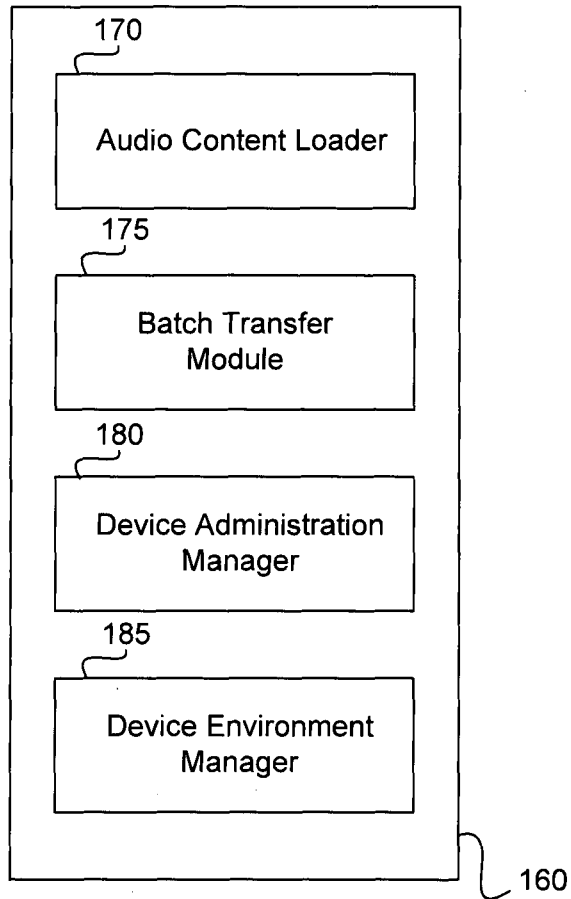 170
Audio Content Loader
175
Batch Transfer
Module
180
Device Administration
Manager
185
Device Environment
Manager
160